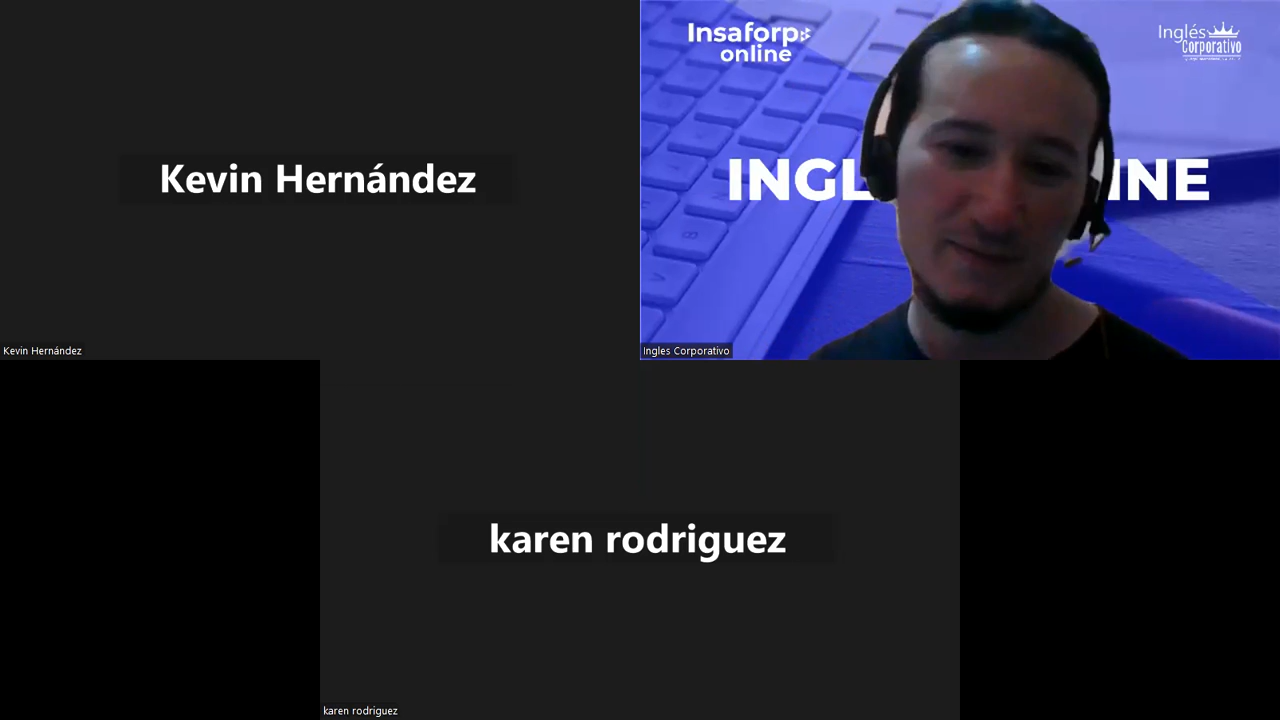 Kevin Hernández
Kevin Hernández
Insaforp
online
Inglés
Corporativo
INGL
INE
Ingles Corporativo
karen rodriguez
karen rodriguez